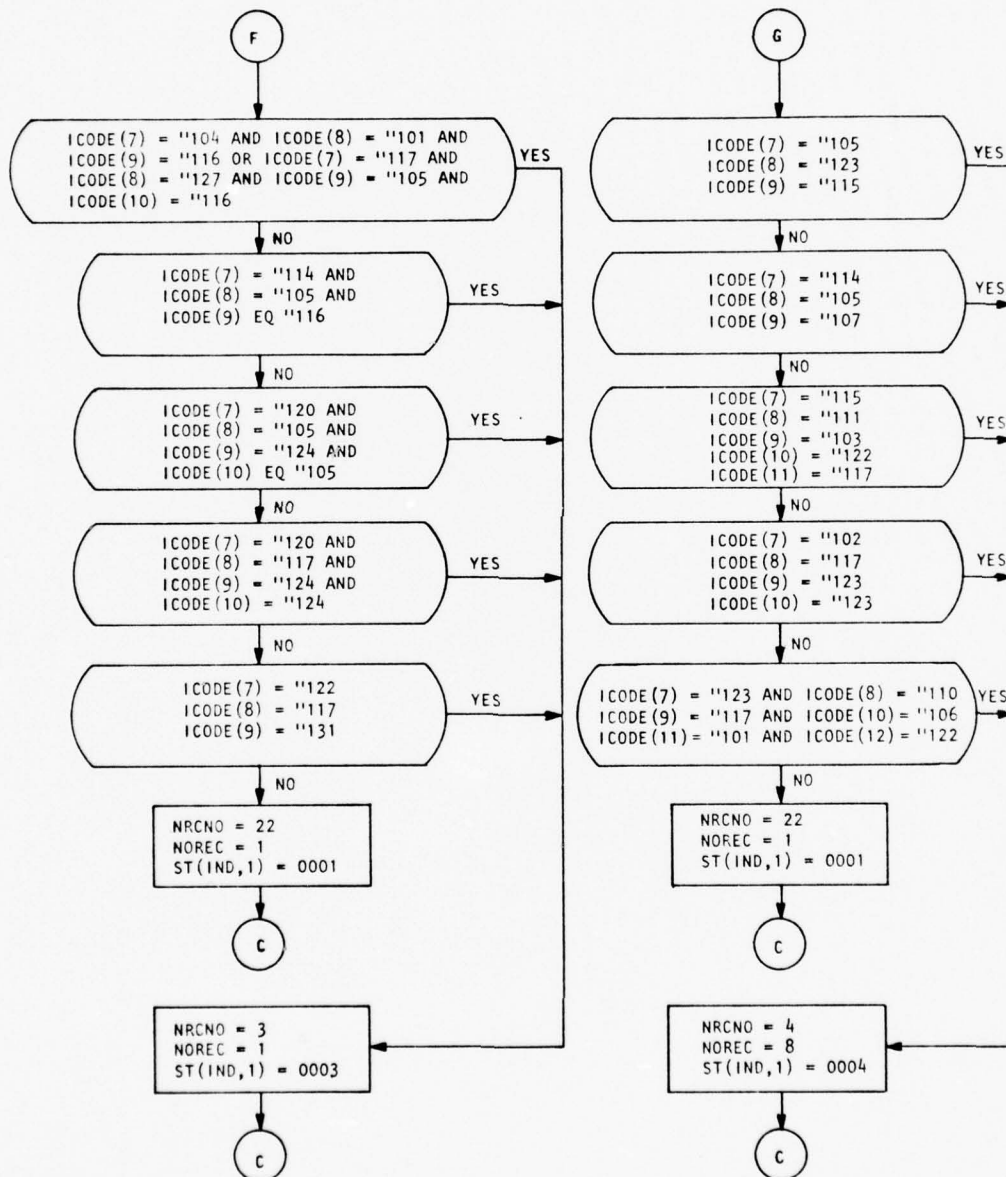 F
ICODE(7) = "104 AND ICODE(8) = "101 AND
ICODE(9) = "116 OR ICODE(7) = "117 AND
ICODE(8) = "127 AND ICODE(9) = "105 AND
ICODE(10) = "116
YES
NO
ICODE(7) = "114 AND
ICODE(8) = "105 AND
ICODE(9) EQ "116
YES
NO
ICODE(7) = "120 AND
ICODE(8) = "105 AND
ICODE(9) = "124 AND
ICODE(10) EQ "105
YES
NO
ICODE(7) = "120 AND
ICODE(8) = "117 AND
ICODE(9) = "124 AND
ICODE(10) = "124
YES
NO
ICODE(7) = "122
ICODE(8) = "117
ICODE(9) = "131
YES
NO
NRCNO = 22
NOREC = 1
ST(IND,1) = 0001
C
NRCNO = 3
NOREC = 1
ST(IND,1) = 0003
C
G
ICODE(7) = "105
ICODE(8) = "123
ICODE(9) = "115
YES
NO
ICODE(7) = "114
ICODE(8) = "105
ICODE(9) = "107
YES
NO
ICODE(7) = "115
ICODE(8) = "111
ICODE(9) = "103
ICODE(10) = "122
ICODE(11) = "117
YES
NO
ICODE(7) = "102
ICODE(8) = "117
ICODE(9) = "123
ICODE(10) = "123
YES
NO
ICODE(7) = "123 AND ICODE(8) = "110
ICODE(9) = "117 AND ICODE(10) = "106
ICODE(11) = "101 AND ICODE(12) = "122
YES
NO
NRCNO = 22
NOREC = 1
ST(IND,1) = 0001
C
NRCNO = 4
NOREC = 8
ST(IND,1) = 0004
C